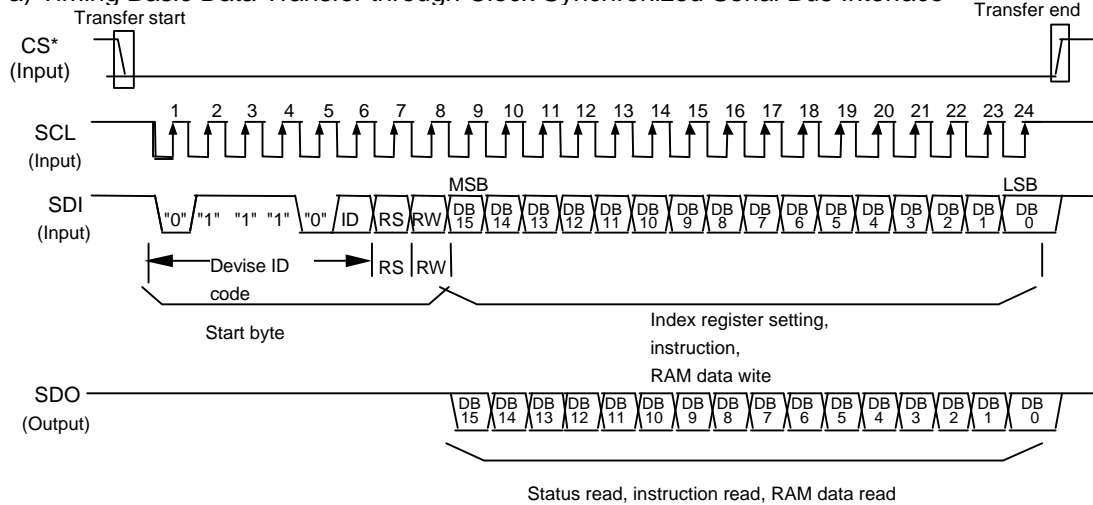 a) Timing Basic Data Transfer through Clock Synchronized Serial Bus Interface
Transfer start
Transfer end
CS*
(Input)
1 2 3 4 5 6 7 8 9 10 11 12 13 14 15 16 17 18 19 20 21 22 23 24
SCL
(Input)
MSB
LSB
SDI
(Input)
"0" "1" "1" "1" "0" ID RS RW DB 15 DB 14 DB 13 DB 12 DB 11 DB 10 DB 9 DB 8 DB 7 DB 6 DB 5 DB 4 DB 3 DB 2 DB 1 DB 0
Devise ID
code
RS RW
Start byte
Index register setting,
instruction,
RAM data wite
SDO
(Output)
DB 15 DB 14 DB 13 DB 12 DB 11 DB 10 DB 9 DB 8 DB 7 DB 6 DB 5 DB 4 DB 3 DB 2 DB 1 DB 0
Status read, instruction read, RAM data read